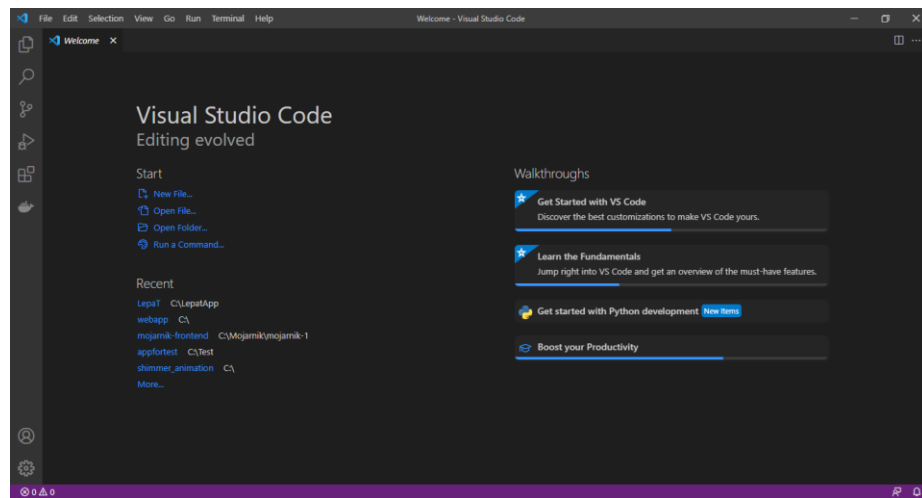 File Edit Selection View Go Run Terminal Help
Welcome - Visual Studio Code
Welcome
Visual Studio Code
Editing evolved
Start
New File...
Open File...
Open Folder...
Run a Command...
Recent
LepaT C:\LepatApp
webapp C:\
mojarnik-frontend C:\Mojarnik\mojarnik-1
appfortest C:\Test
shimmer_animation C:\
More...
Walkthroughs
Get Started with VS Code
Discover the best customizations to make VS Code yours.
Learn the Fundamentals
Jump right into VS Code and get an overview of the must-have features.
Get started with Python development New Items
Boost your Productivity
0 0